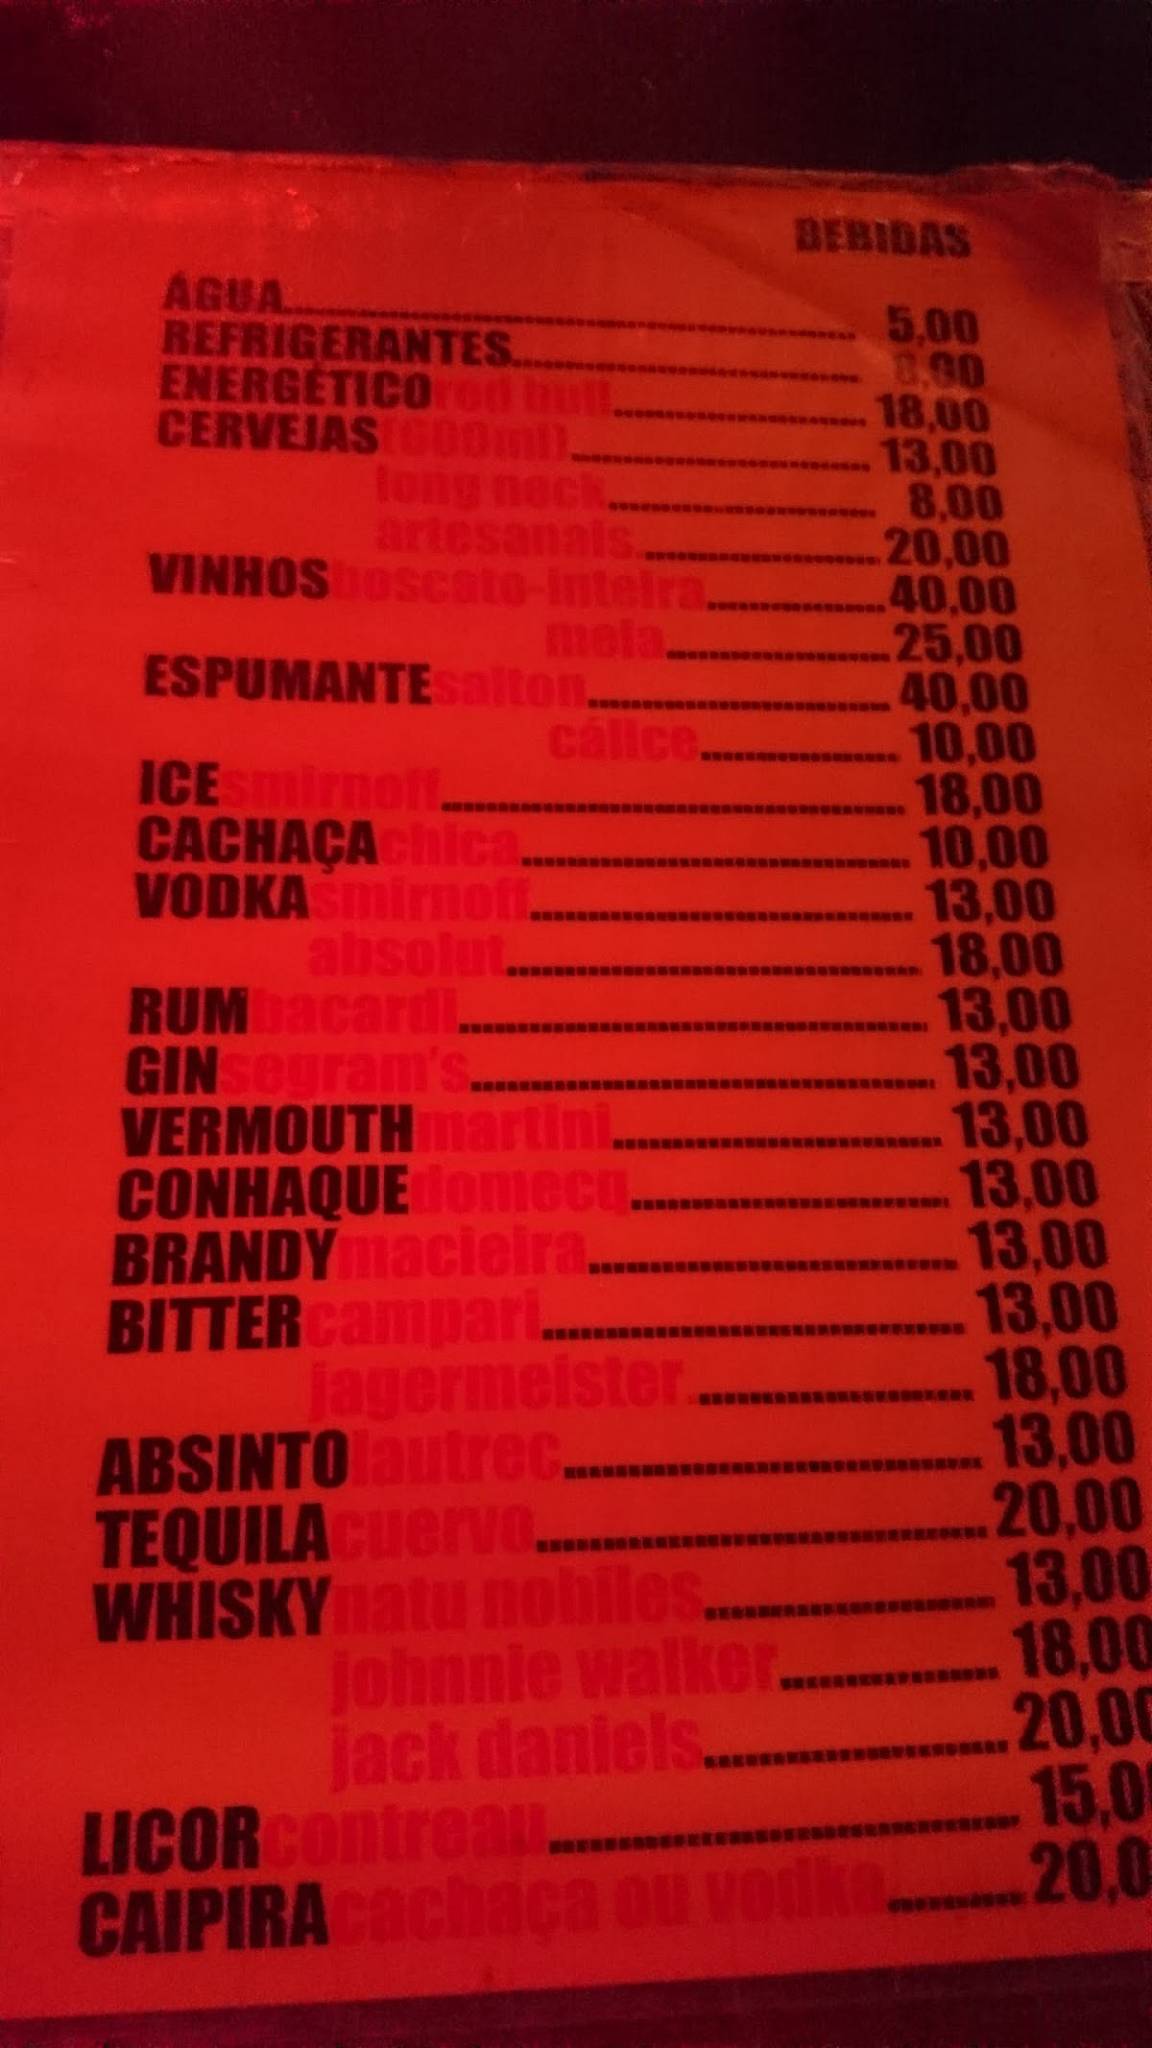 BEBIDAS
ÁGUA 5,00
REFRIGERANTES
ENERGÉTICO red bull 18,00
CERVEJAS (600ml) 13,00
long neck 8,00
artesanais 20,00
VINHOS boscato-inteira 40,00
meia 25,00
ESPUMANTE salton 40,00
cálice 10,00
ICE smirnoff 18,00
CACHAÇA chica 10,00
VODKA smirnoff 13,00
absolut 18,00
RUM bacardi 13,00
GIN segram's 13,00
VERMOUTH martini 13,00
CONHAQUE domecq 13,00
BRANDY macieira 13,00
BITTER campari 13,00
jagermeister 18,00
ABSINTO lautrec 13,00
TEQUILA cuervo 20,00
WHISKY natu nobiles 13,00
johnnie walker 18,00
jack daniels 20,00
LICOR contreau 15,0
CAIPIRA cachaça ou vodka 20,0